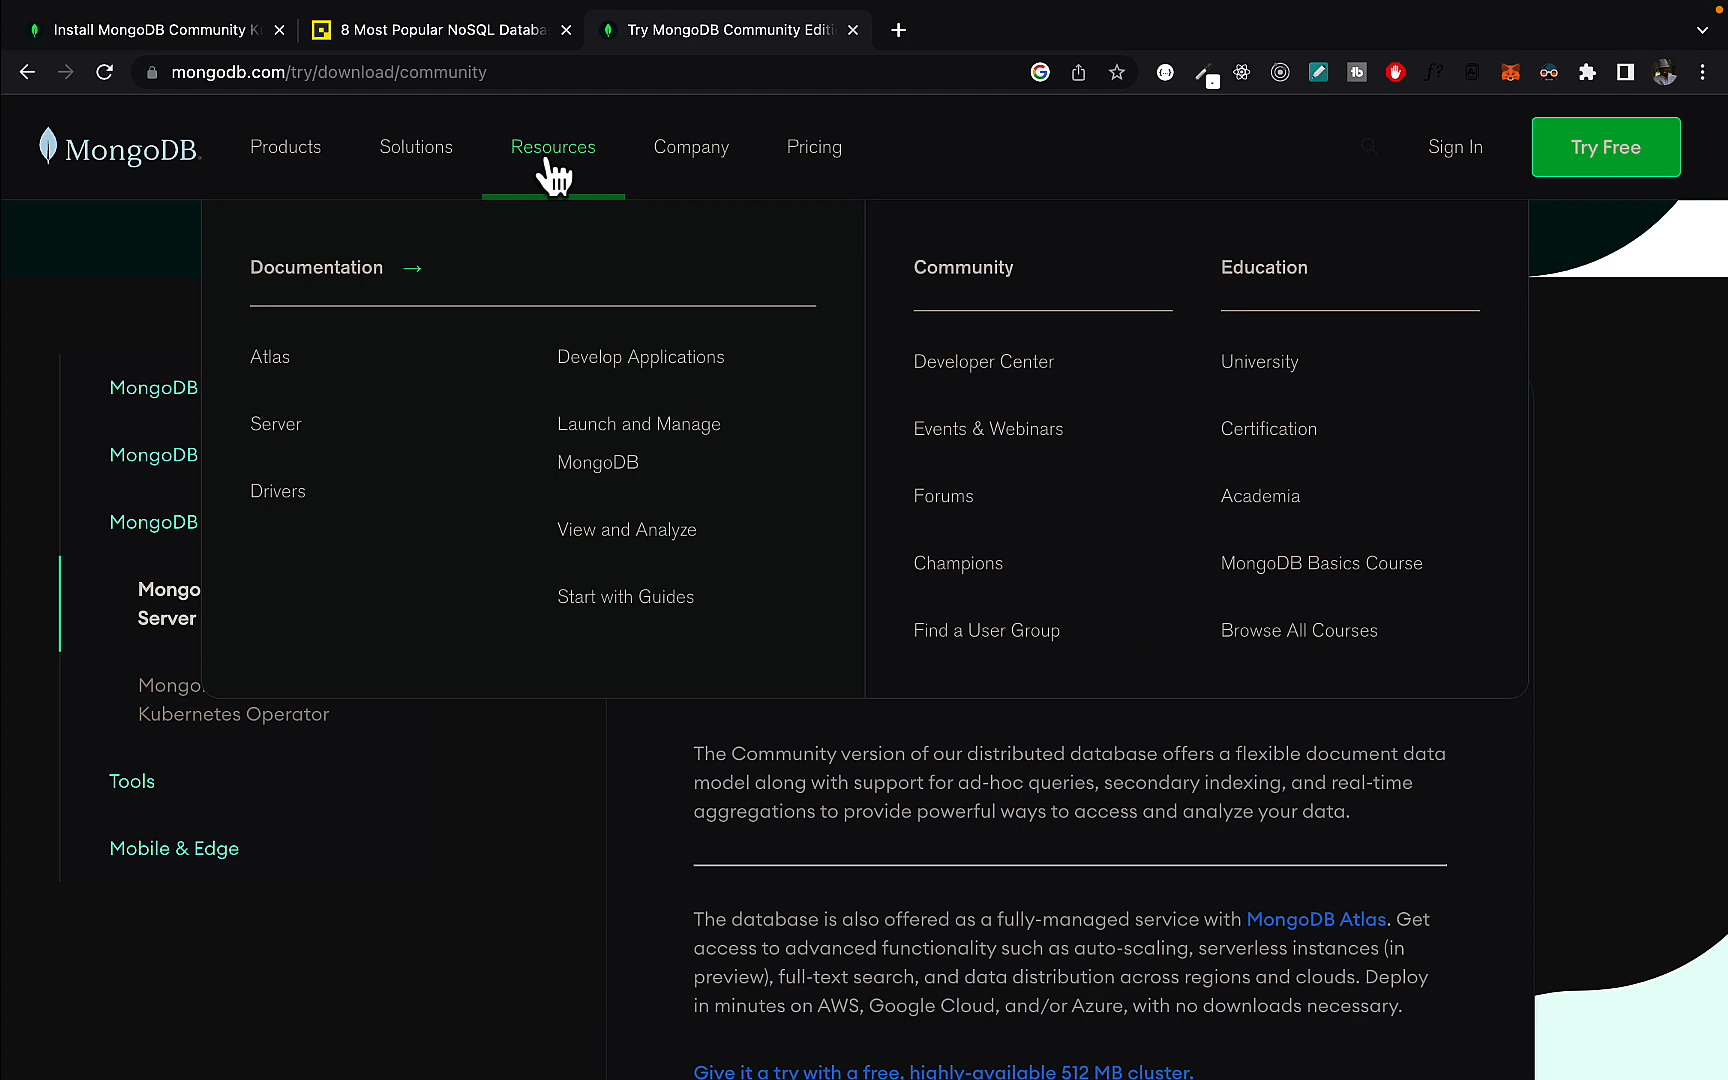 Install MongoDB Community
8 Most Popular NoSQL Databa
Try MongoDB Community Editi
mongodb.com/try/download/community
MongoDB.
Products
Solutions
Resources
Company
Pricing
Sign In
Try Free
Documentation →
Atlas
Server
Drivers
Develop Applications
Launch and Manage
MongoDB
View and Analyze
Start with Guides
Community
Developer Center
Events & Webinars
Forums
Champions
Find a User Group
Education
University
Certification
Academia
MongoDB Basics Course
Browse All Courses
MongoDB
MongoDB
MongoDB
Mongo
Server
Mongo
Kubernetes Operator
Tools
Mobile & Edge
The Community version of our distributed database offers a flexible document data
model along with support for ad-hoc queries, secondary indexing, and real-time
aggregations to provide powerful ways to access and analyze your data.
The database is also offered as a fully-managed service with MongoDB Atlas. Get
access to advanced functionality such as auto-scaling, serverless instances (in
preview), full-text search, and data distribution across regions and clouds. Deploy
in minutes on AWS, Google Cloud, and/or Azure, with no downloads necessary.
Give it a try with a free, highly-available 512 MB cluster.